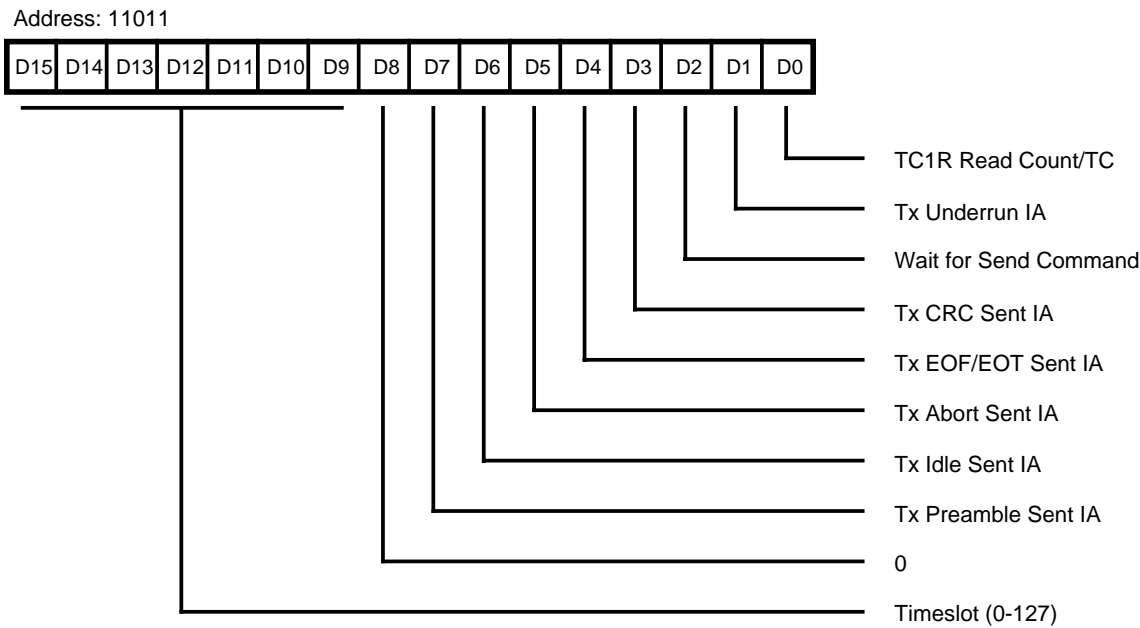 Address: 11011
D15 D14 D13 D12 D11 D10 D9 D8 D7 D6 D5 D4 D3 D2 D1 D0
TC1R Read Count/TC
Tx Underrun IA
Wait for Send Command
Tx CRC Sent IA
Tx EOF/EOT Sent IA
Tx Abort Sent IA
Tx Idle Sent IA
Tx Preamble Sent IA
0
Timeslot (0-127)